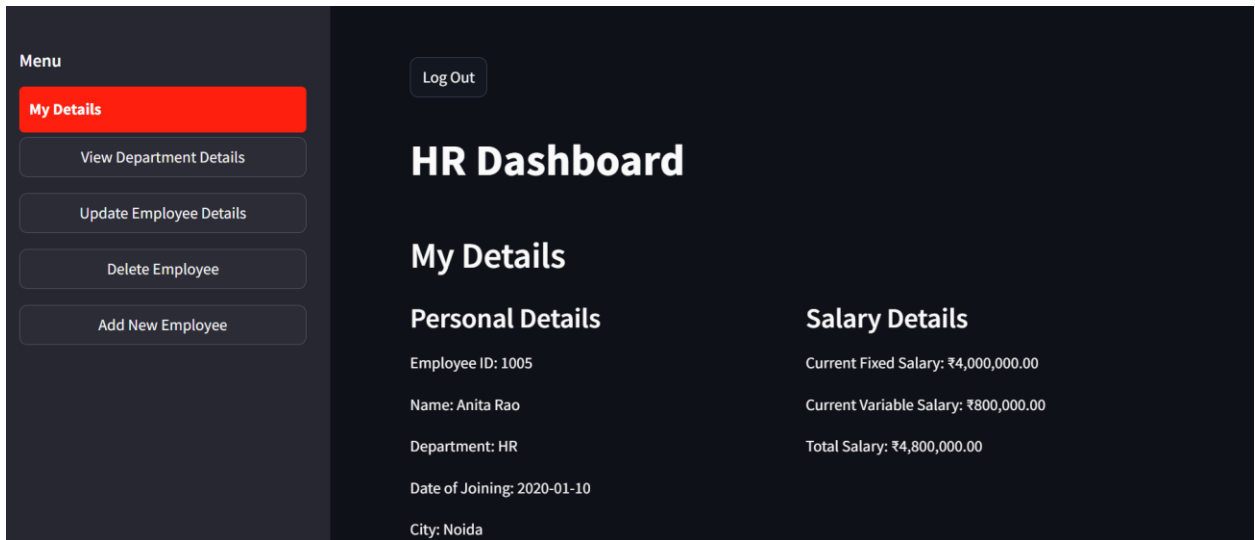 Menu
My Details
View Department Details
Update Employee Details
Delete Employee
Add New Employee
Log Out
HR Dashboard
My Details
Personal Details
Employee ID: 1005
Name: Anita Rao
Department: HR
Date of Joining: 2020-01-10
City: Noida
Salary Details
Current Fixed Salary: ₹4,000,000.00
Current Variable Salary: ₹800,000.00
Total Salary: ₹4,800,000.00